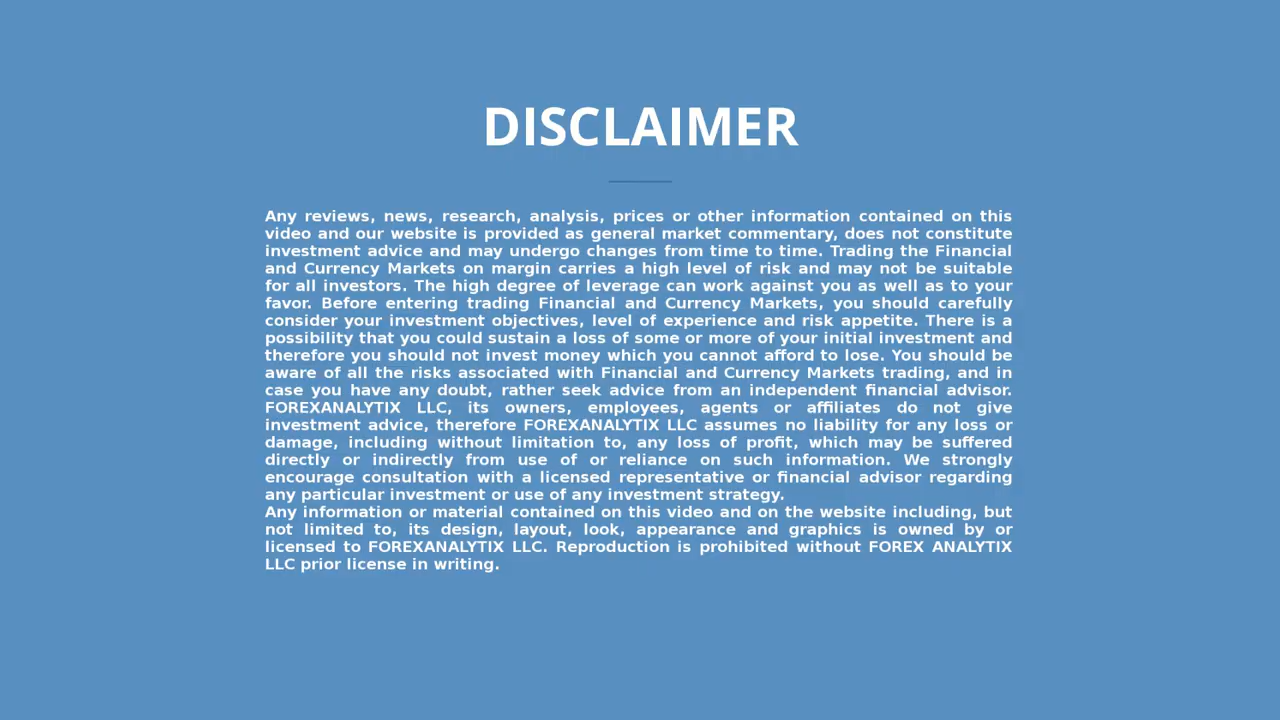 DISCLAIMER
Any reviews, news, research, analysis, prices or other information contained on this
video and our website is provided as general market commentary, does not constitute
investment advice and may undergo changes from time to time. Trading the Financial
and Currency Markets on margin carries a high level of risk and may not be suitable
for all investors. The high degree of leverage can work against you as well as to your
favor. Before entering trading Financial and Currency Markets, you should carefully
consider your investment objectives, level of experience and risk appetite. There is a
possibility that you could sustain a loss of some or more of your initial investment and
therefore you should not invest money which you cannot afford to lose. You should be
aware of all the risks associated with Financial and Currency Markets trading, and in
case you have any doubt, rather seek advice from an independent financial advisor.
FOREXANALYTIX LLC, its owners, employees, agents or affiliates do not give
investment advice, therefore FOREXANALYTIX LLC assumes no liability for any loss or
damage, including without limitation to, any loss of profit, which may be suffered
directly or indirectly from use of or reliance on such information. We strongly
encourage consultation with a licensed representative or financial advisor regarding
any particular investment or use of any investment strategy.
Any information or material contained on this video and on the website including, but
not limited to, its design, layout, look, appearance and graphics is owned by or
licensed to FOREXANALYTIX LLC. Reproduction is prohibited without FOREX ANALYTIX
LLC prior license in writing.